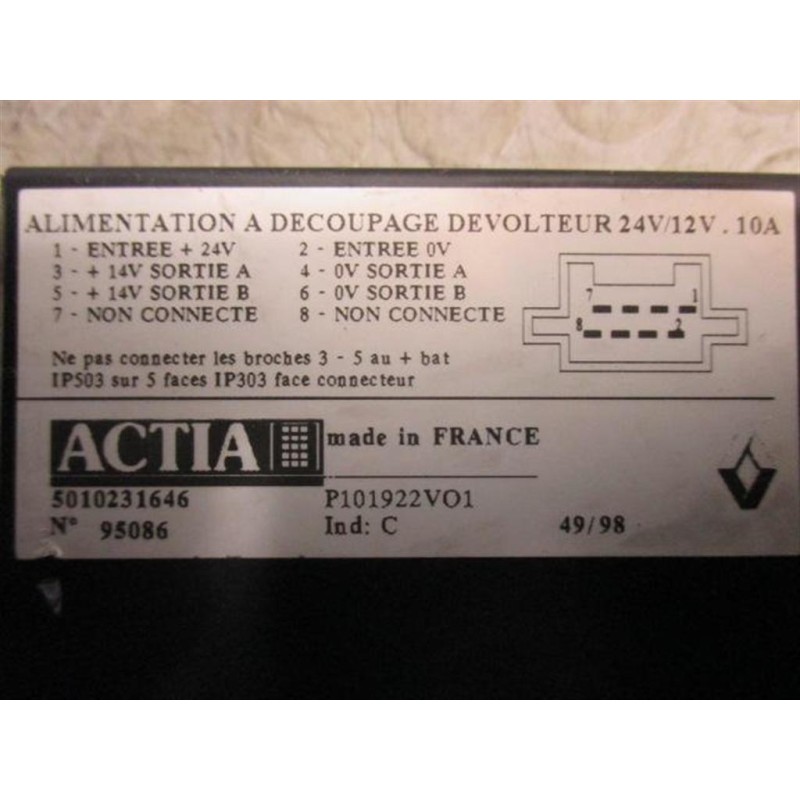 ALIMENTATION A DECOUPAGE DEVOLTEUR 24V/12V . 10A
1 - ENTREE + 24V 2 - ENTREE 0V
3 - + 14V SORTIE A 4 - 0V SORTIE A
5 - + 14V SORTIE B 6 - 0V SORTIE B
7 - NON CONNECTE 8 - NON CONNECTE
7 1
8 2
Ne pas connecter les broches 3 - 5 au + bat
IP503 sur 5 faces IP303 face connecteur
ACTIA made in FRANCE
5010231646 P101922VO1
N° 95086 Ind: C 49/98